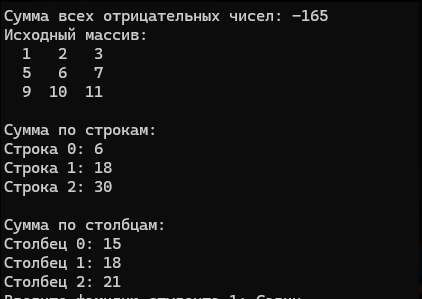 Сумма всех отрицательных чисел: -165
Исходный массив:
1 2 3
5 6 7
9 10 11
Сумма по строкам:
Строка 0: 6
Строка 1: 18
Строка 2: 30
Сумма по столбцам:
Столбец 0: 15
Столбец 1: 18
Столбец 2: 21